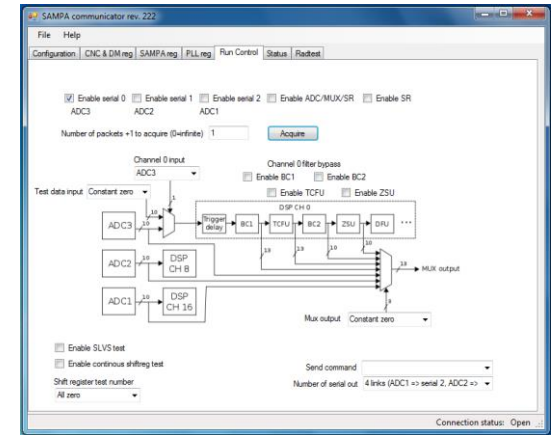 SAMPA communicator rev. 222
File Help
Configuration CNC & DM reg SAMPA reg PLL reg Run Control Status Radtest
Enable serial 0 Enable serial 1 Enable serial 2 Enable ADC/MUX/SR Enable SR
ADC3 ADC2 ADC1
Number of packets +1 to acquire (0=infinite) 1 Acquire
Channel 0 input
ADC3
Channel 0 filter bypass
Enable BC1 Enable BC2
Enable TCFU Enable ZSU
Test data input Constant zero
1
DSP CH 0
10
ADC3 10
Trigger delay BC1 TCFU BC2 ZSU DFU ...
13 13 10 10
ADC2 10 DSP CH 8
10 MUX output
ADC1 10 DSP CH 16
3
Mux output Constant zero
Enable SLVS test
Enable continous shiftreg test
Send command
Shift register test number
All zero
Number of serial out 4 links (ADC1 => serial 2, ADC2 =>
Connection status: Open